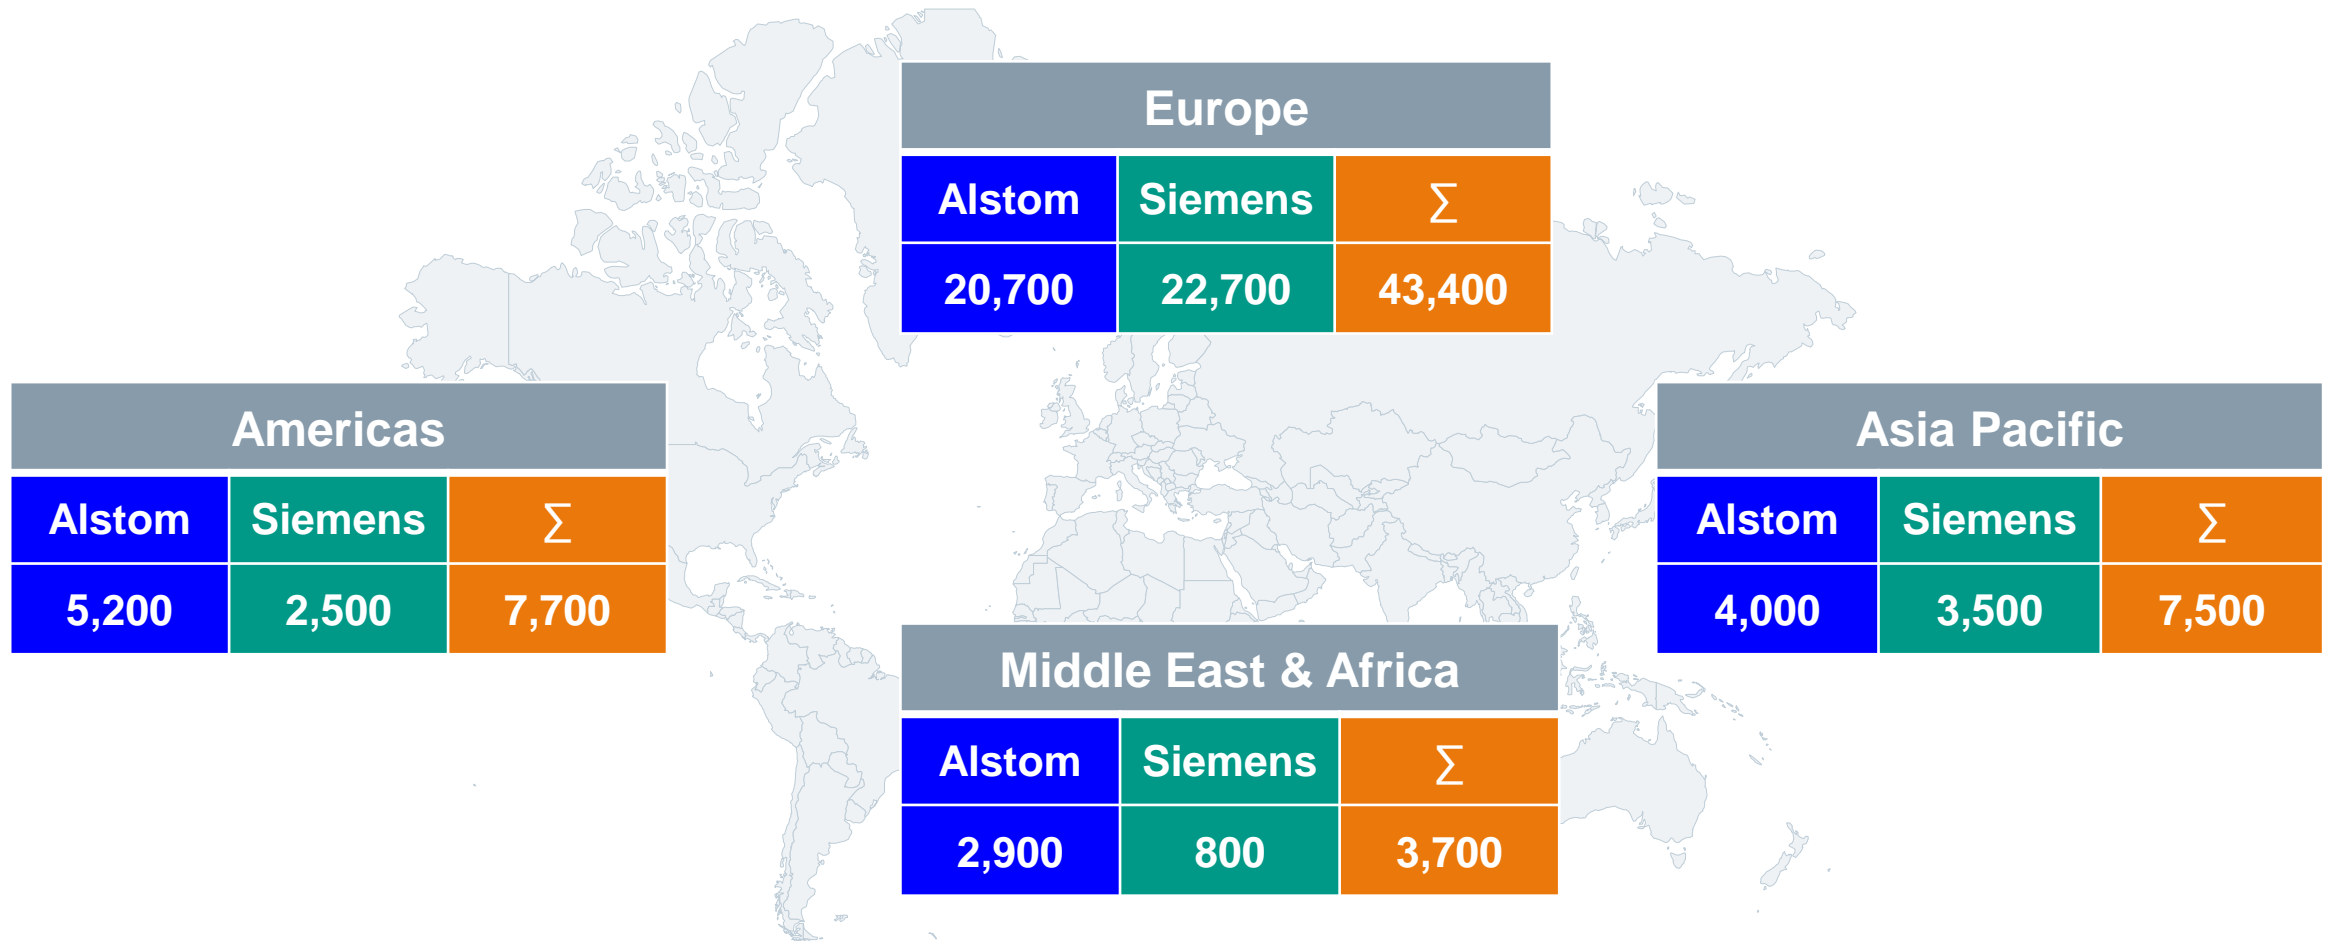 Europe
Alstom Siemens ∑
20,700 22,700 43,400
Americas
Alstom Siemens ∑
5,200 2,500 7,700
Asia Pacific
Alstom Siemens ∑
4,000 3,500 7,500
Middle East & Africa
Alstom Siemens ∑
2,900 800 3,700